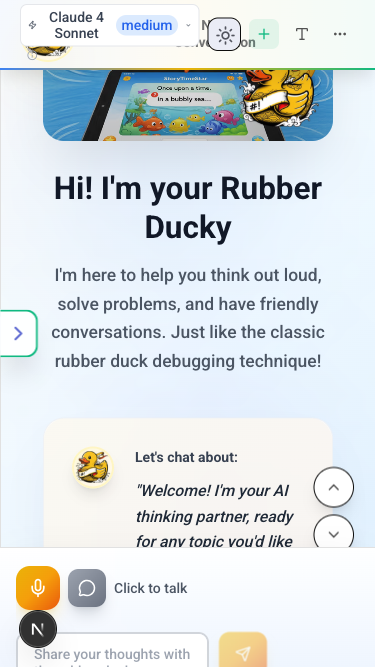 Claude 4
Sonnet
medium
T
StoryTimeStar
Once upon a time,
in a bubbly sea...
#!
Hi! I'm your Rubber
Ducky
I'm here to help you think out loud,
solve problems, and have friendly
conversations. Just like the classic
rubber duck debugging technique!
Let's chat about:
"Welcome! I'm your AI
thinking partner, ready
for any topic you'd like
Click to talk
N
Share your thoughts with